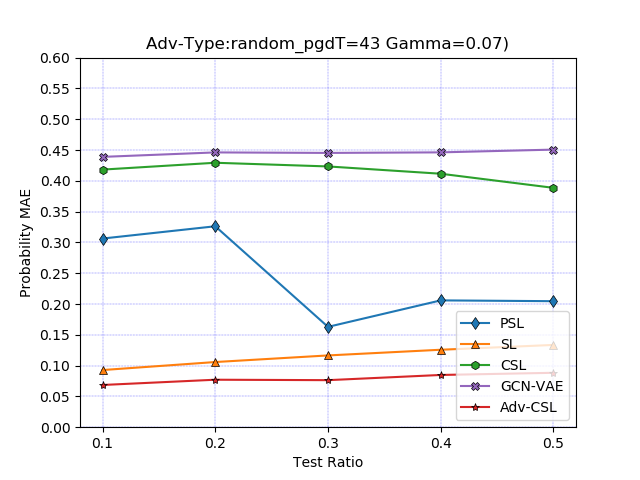 Adv-Type:random_pgdT=43 Gamma=0.07)
0.60
0.55
0.50
0.45
0.40
0.35
0.30
0.25
0.20
0.15
0.10
0.05
0.00
Probability MAE
PSL
SL
CSL
GCN-VAE
Adv-CSL
0.1 0.2 0.3 0.4 0.5
Test Ratio